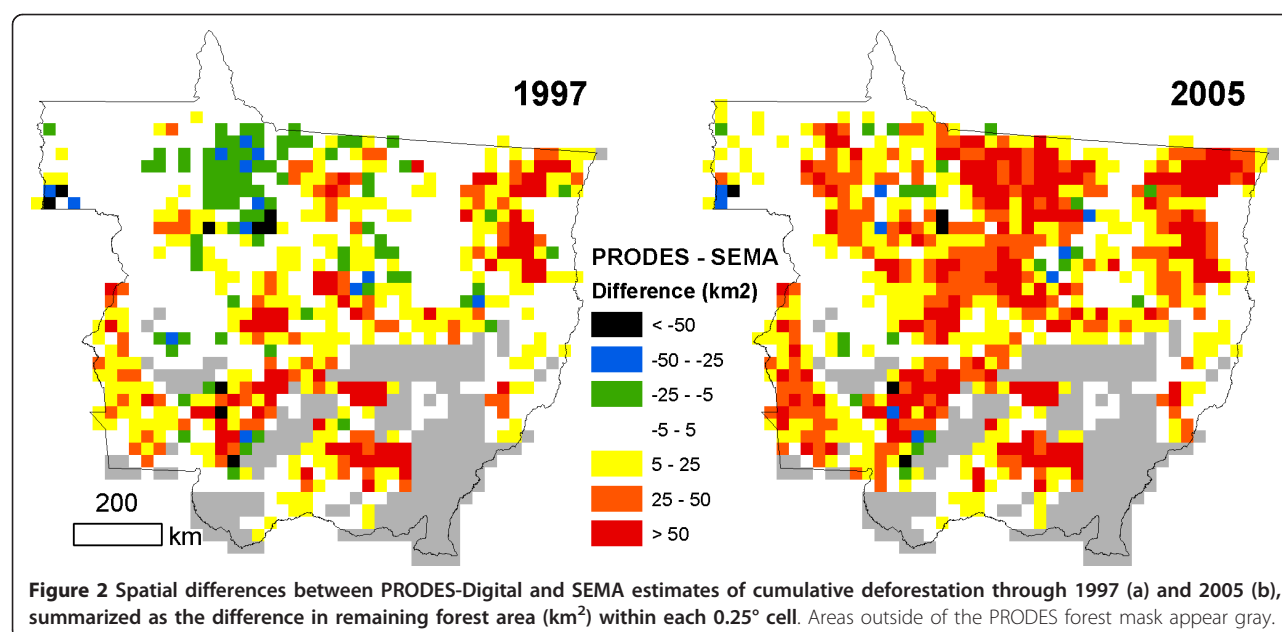 1997
2005
PRODES - SEMA
Difference (km2)
< -50
-50 - -25
-25 - -5
-5 - 5
5 - 25
25 - 50
> 50
200
km
Figure 2 Spatial differences between PRODES-Digital and SEMA estimates of cumulative deforestation through 1997 (a) and 2005 (b),
summarized as the difference in remaining forest area (km²) within each 0.25° cell. Areas outside of the PRODES forest mask appear gray.